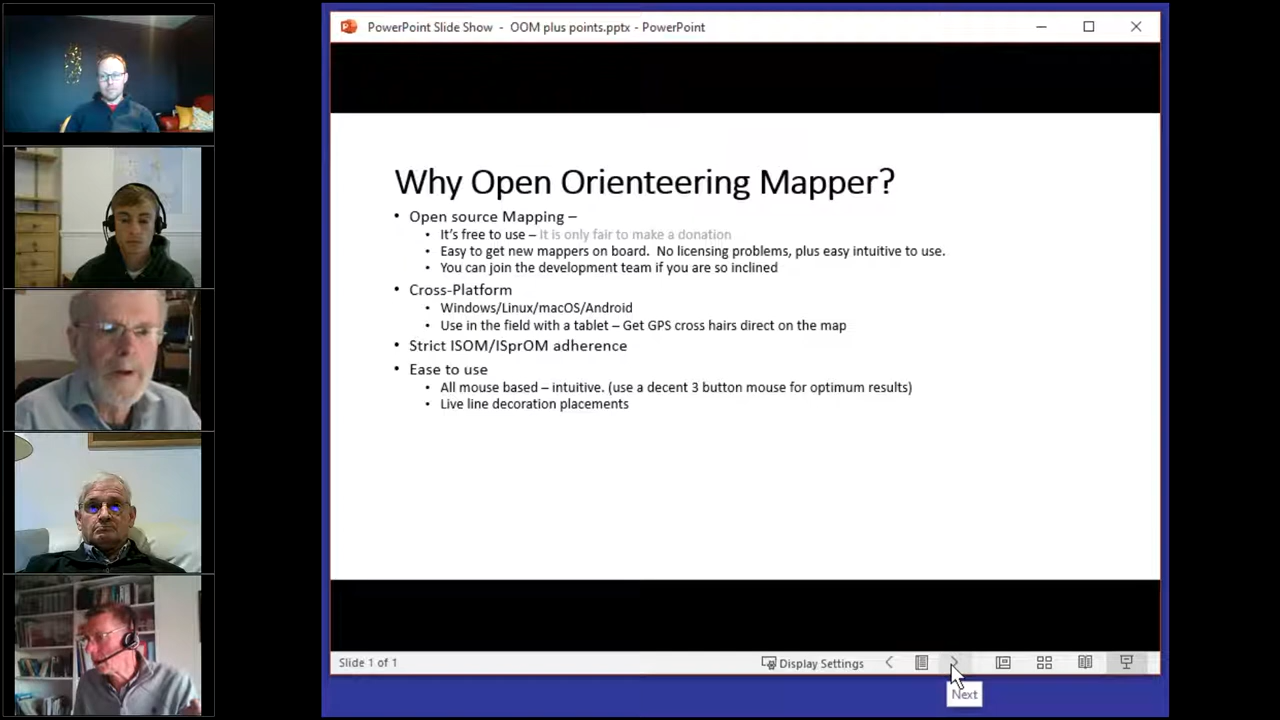 PowerPoint Slide Show - OOM plus points.pptx - PowerPoint
Why Open Orienteering Mapper?
• Open source Mapping –
• It's free to use – It is only fair to make a donation
• Easy to get new mappers on board. No licensing problems, plus easy intuitive to use.
• You can join the development team if you are so inclined
• Cross-Platform
• Windows/Linux/macOS/Android
• Use in the field with a tablet – Get GPS cross hairs direct on the map
• Strict ISOM/ISprOM adherence
• Ease to use
• All mouse based – intuitive. (use a decent 3 button mouse for optimum results)
• Live line decoration placements
Slide 1 of 1
Display Settings
Next